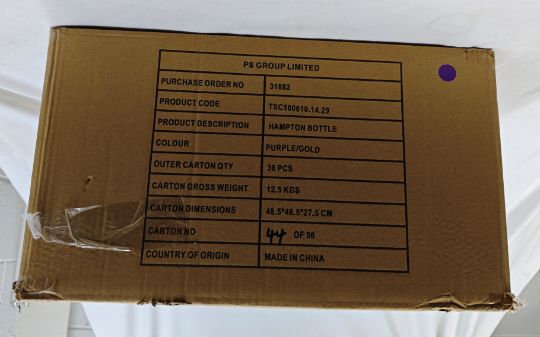 PS GROUP LIMITED
PURCHASE ORDER NO 31882
PRODUCT CODE TSC500619.14.29
PRODUCT DESCRIPTION HAMPTON BOTTLE
COLOUR PURPLE/GOLD
OUTER CARTON QTY 36 PCS
CARTON GROSS WEIGHT 12.5 KGS
CARTON DIMENSIONS 48.5*48.5*27.5 CM
CARTON NO 44 OF 56
COUNTRY OF ORIGIN MADE IN CHINA